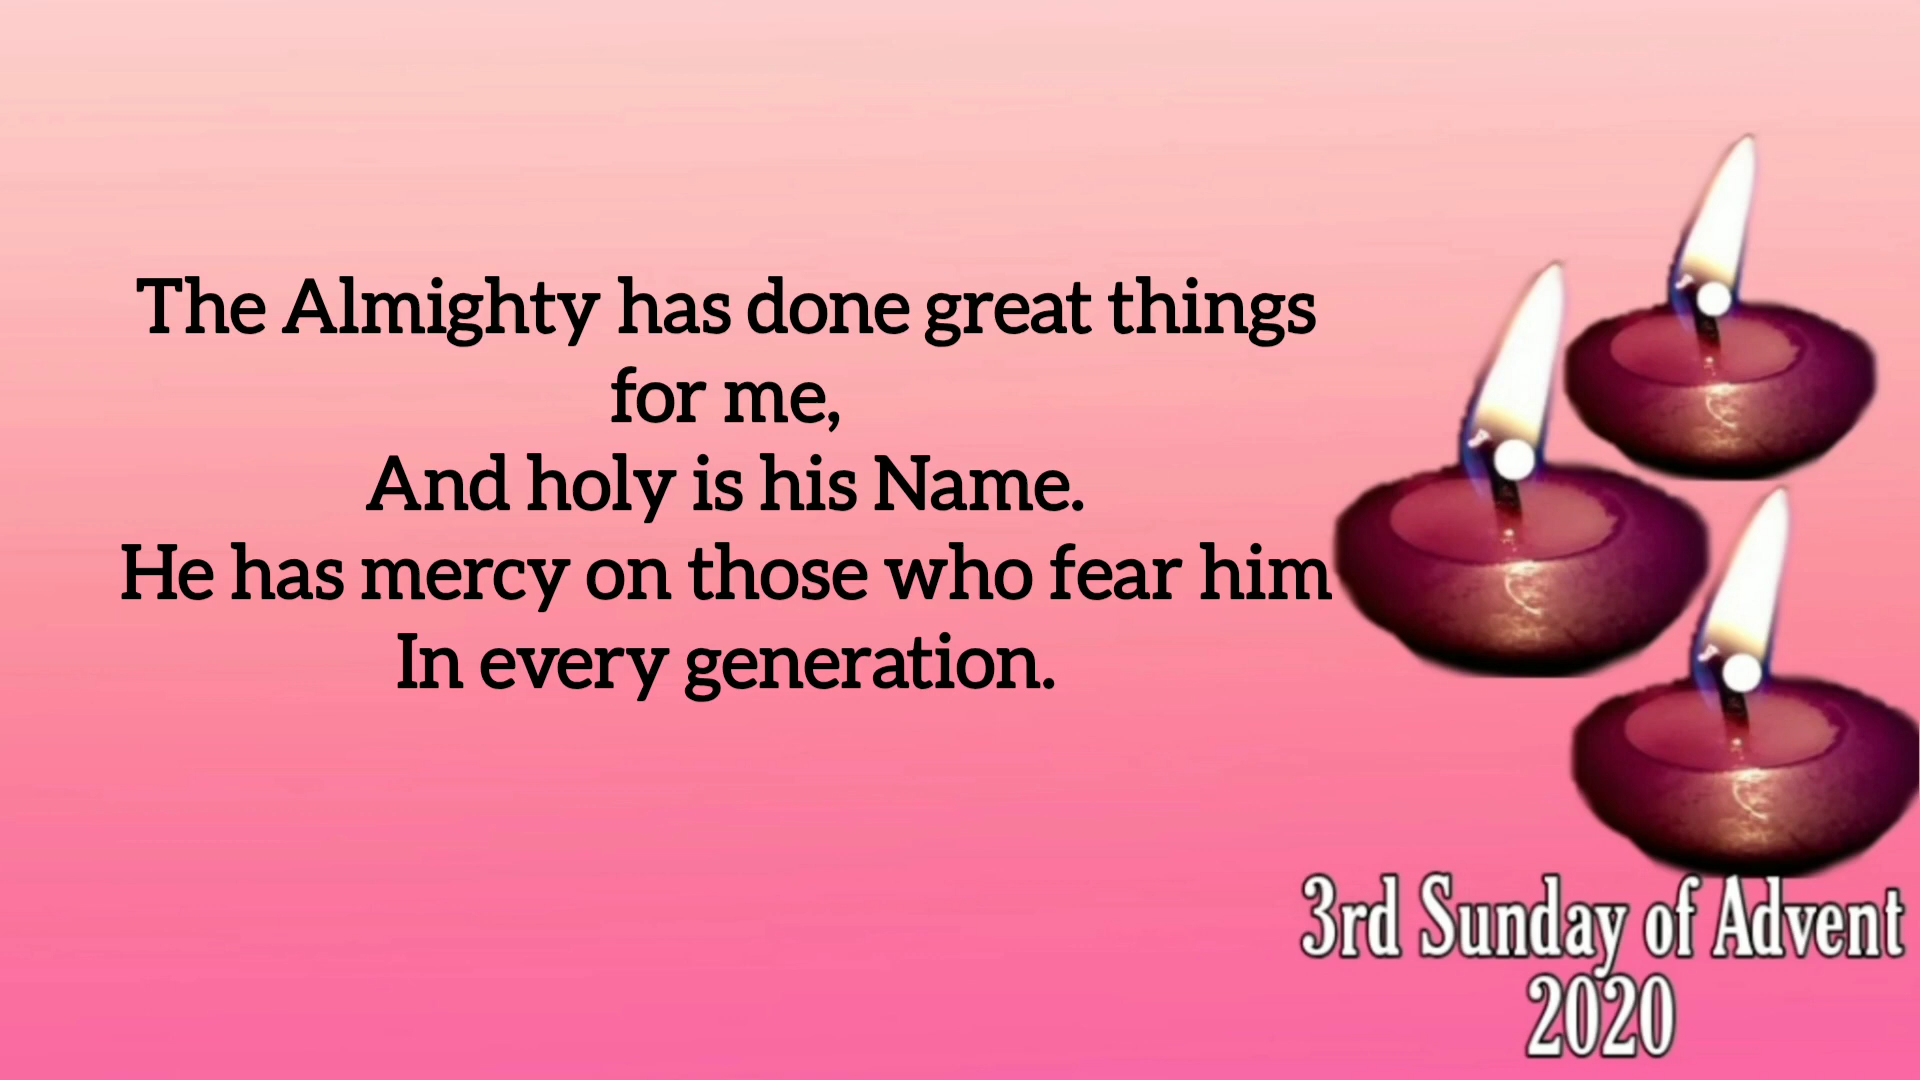 The Almighty has done great things
for me,
And holy is his Name.
He has mercy on those who fear him
In every generation.
3rd Sunday of Advent
2020